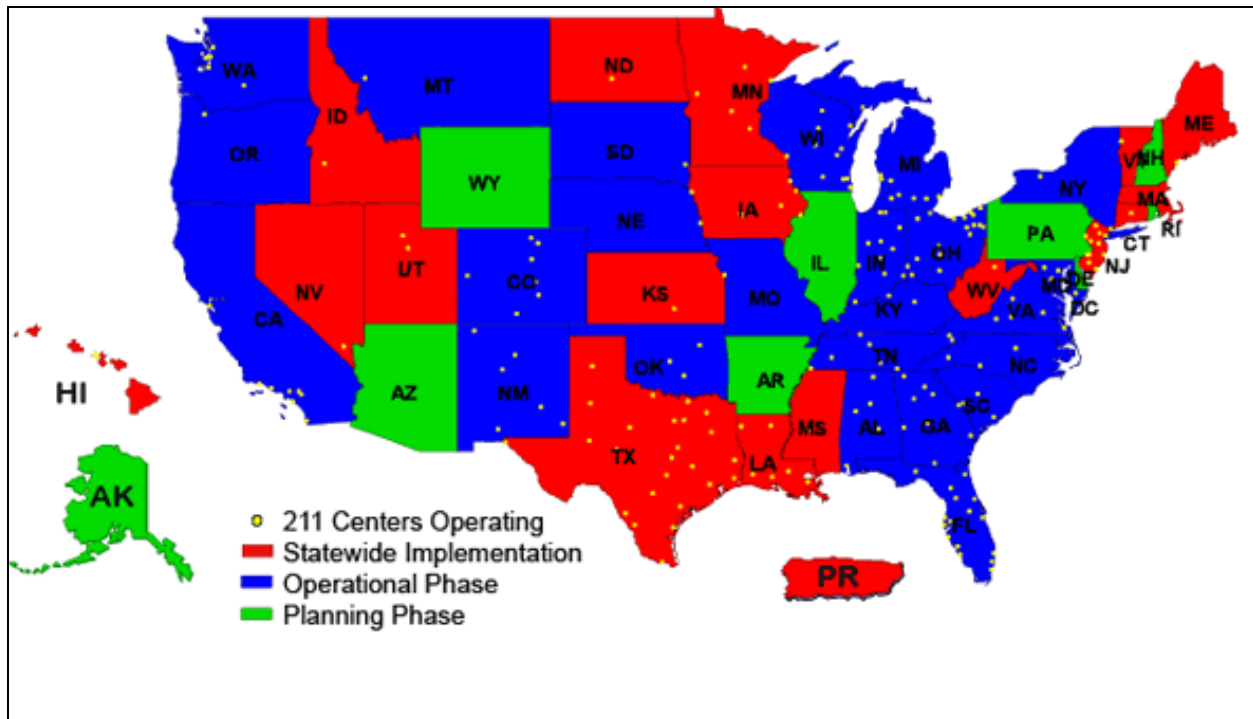 WA
MT
ND
MN
ID
OR
WI
SD
MI
ME
VT
NH
WY
NY
MA
NE
IA
RI
CT
PA
NV
UT
CO
KS
IL
IN
OH
NJ
MO
WV
MD
DE
DC
CA
KY
VA
HI
AZ
NM
OK
AR
TN
NC
SC
TX
LA
MS
AL
GA
AK
FL
PR
211 Centers Operating
Statewide Implementation
Operational Phase
Planning Phase